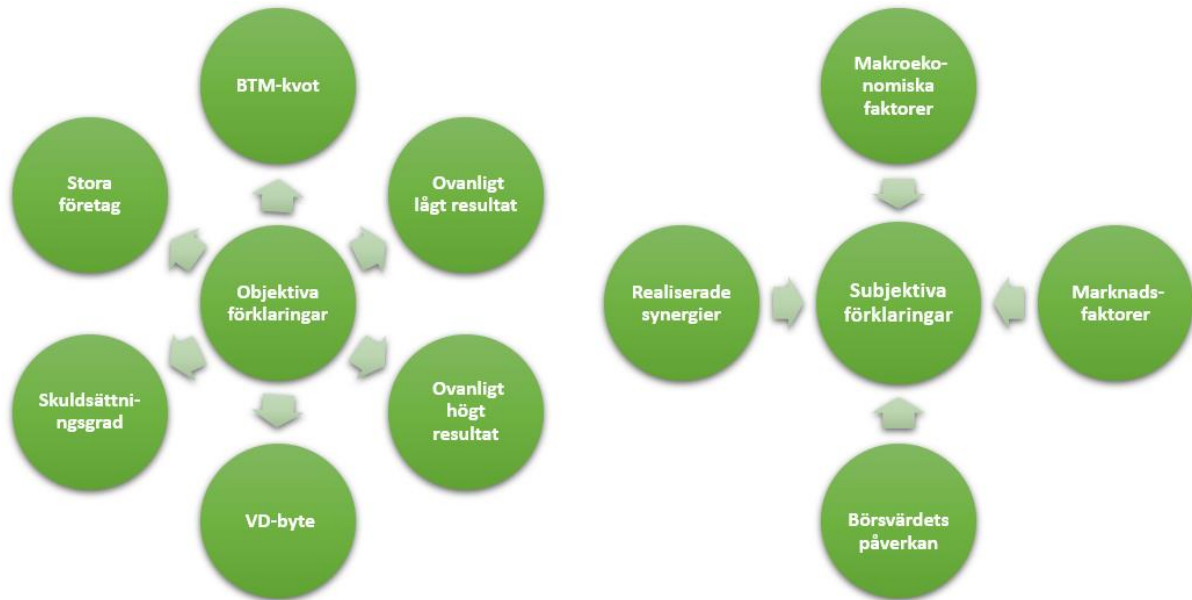 BTM-kvot
Ovanligt
lågt resultat
Ovanligt
högt
resultat
VD-byte
Skuldsättni-
ngsgrad
Stora
företag
Objektiva
förklaringar
Makroeko-
nomiska
faktorer
Marknads-
faktorer
Börsvärdets
påverkan
Realiserade
synergier
Subjektiva
förklaringar